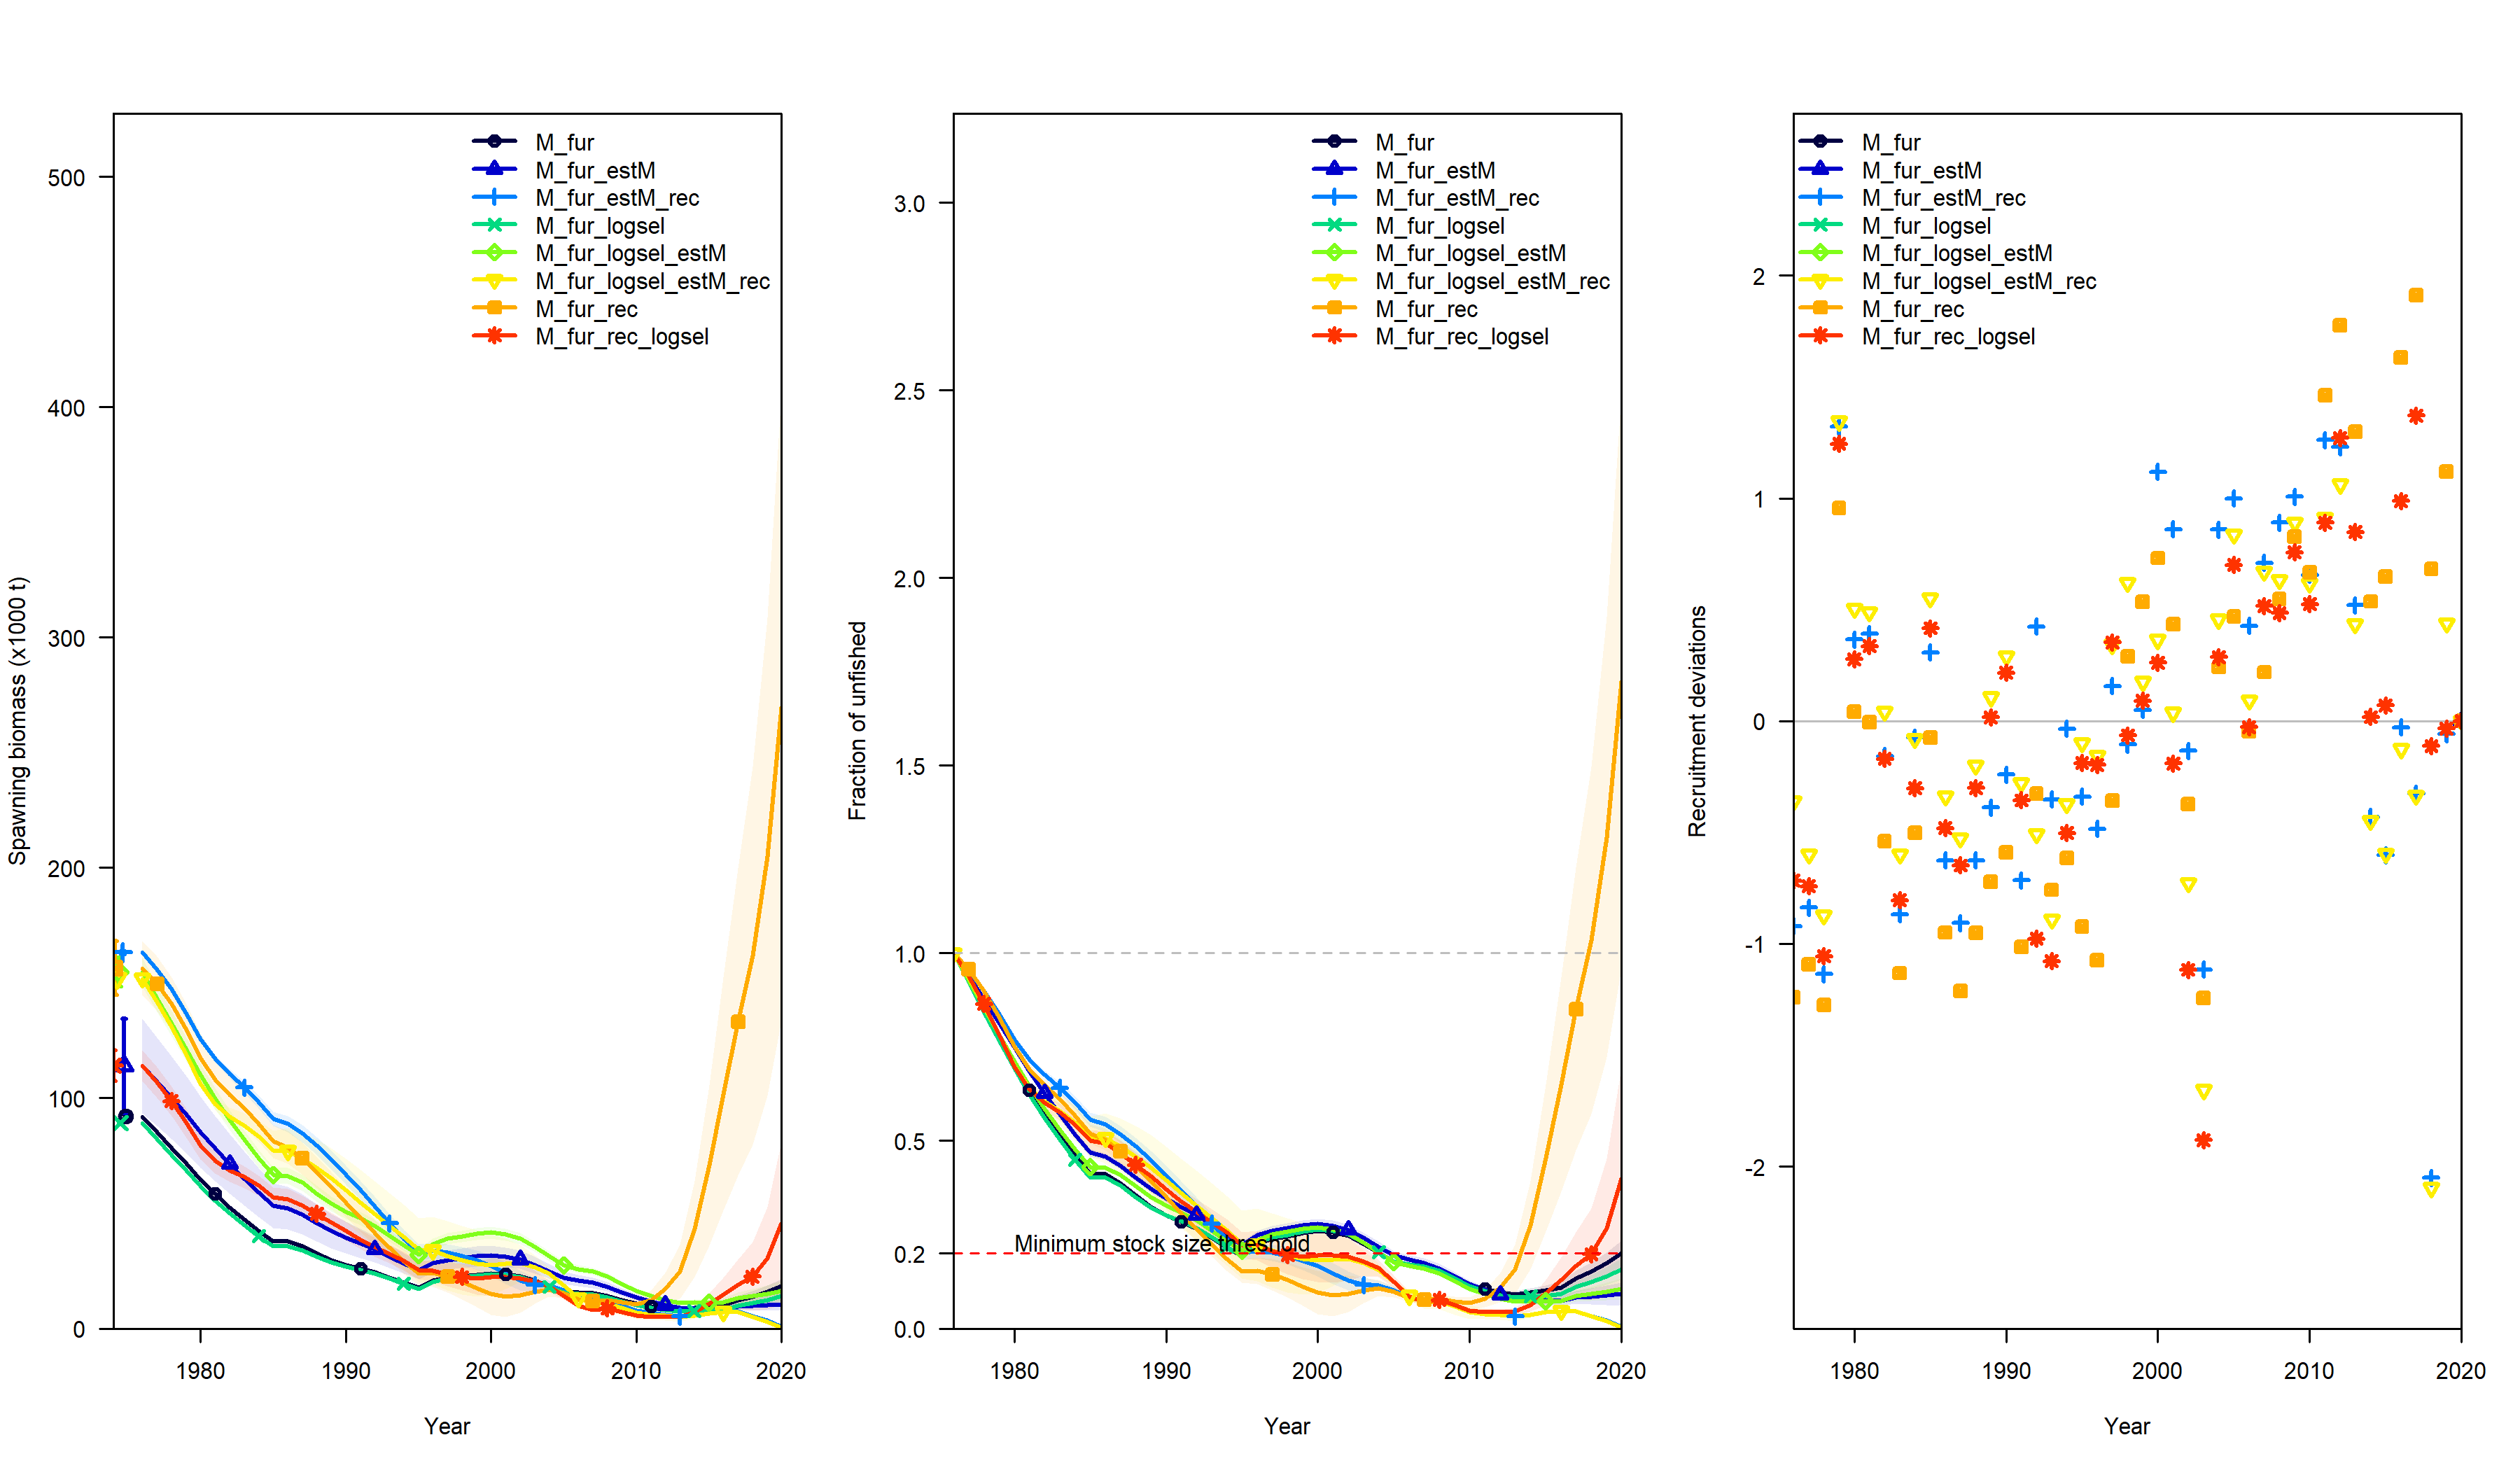 Spawning biomass (x1000 t)
500
400
300
200
100
0
1980
1990
2000
2010
2020
Year
M_fur
M_fur_estM
M_fur_estM_rec
M_fur_logsel
M_fur_logsel_estM
M_fur_logsel_estM_rec
M_fur_rec
M_fur_rec_logsel
Fraction of unfished
3.0
2.5
2.0
1.5
1.0
0.5
0.2
0.0
Minimum stock size threshold
1980
1990
2000
2010
2020
Year
M_fur
M_fur_estM
M_fur_estM_rec
M_fur_logsel
M_fur_logsel_estM
M_fur_logsel_estM_rec
M_fur_rec
M_fur_rec_logsel
Recruitment deviations
2
1
0
-1
-2
1980
1990
2000
2010
2020
Year
M_fur
M_fur_estM
M_fur_estM_rec
M_fur_logsel
M_fur_logsel_estM
M_fur_logsel_estM_rec
M_fur_rec
M_fur_rec_logsel